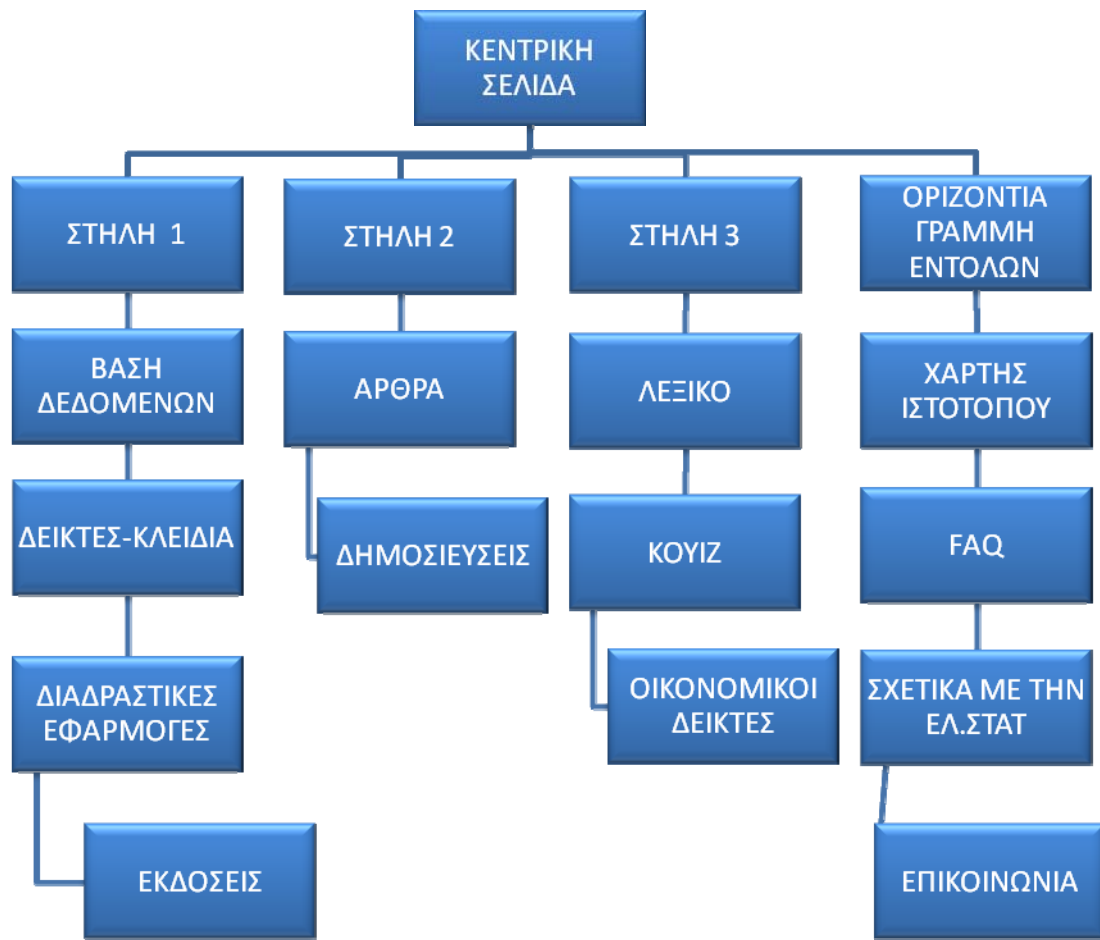 ΚΕΝΤΡΙΚΗ
ΣΕΛΙΔΑ
ΣΤΗΛΗ 1
ΒΑΣΗ
ΔΕΔΟΜΕΝΩΝ
ΔΕΙΚΤΕΣ-ΚΛΕΙΔΙΑ
ΔΙΑΔΡΑΣΤΙΚΕΣ
ΕΦΑΡΜΟΓΕΣ
ΕΚΔΟΣΕΙΣ
ΣΤΗΛΗ 2
ΑΡΘΡΑ
ΔΗΜΟΣΙΕΥΣΕΙΣ
ΣΤΗΛΗ 3
ΛΕΞΙΚΟ
ΚΟΥΙΖ
ΟΙΚΟΝΟΜΙΚΟΙ
ΔΕΙΚΤΕΣ
ΟΡΙΖΟΝΤΙΑ
ΓΡΑΜΜΗ
ΕΝΤΟΛΩΝ
ΧΑΡΤΗΣ
ΙΣΤΟΤΟΠΟΥ
FAQ
ΣΧΕΤΙΚΑ ΜΕ ΤΗΝ
ΕΛ.ΣΤΑΤ
ΕΠΙΚΟΙΝΩΝΙΑ